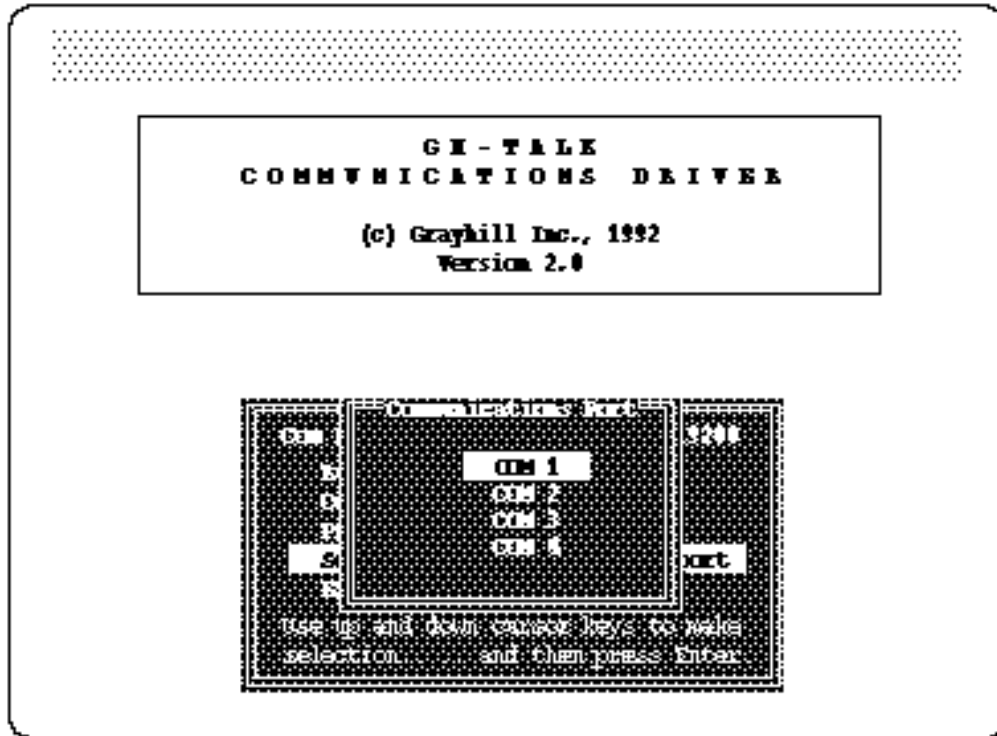 G H - T A L K
C O M M U N I C A T I O N S   D R I V E R
(c) Grayhill Inc., 1992
Version 2.0
Communications Port
Com
COM 1
COM 2
COM 3
COM 4
Use up and down cursor keys to make
selection.....and then press Enter.